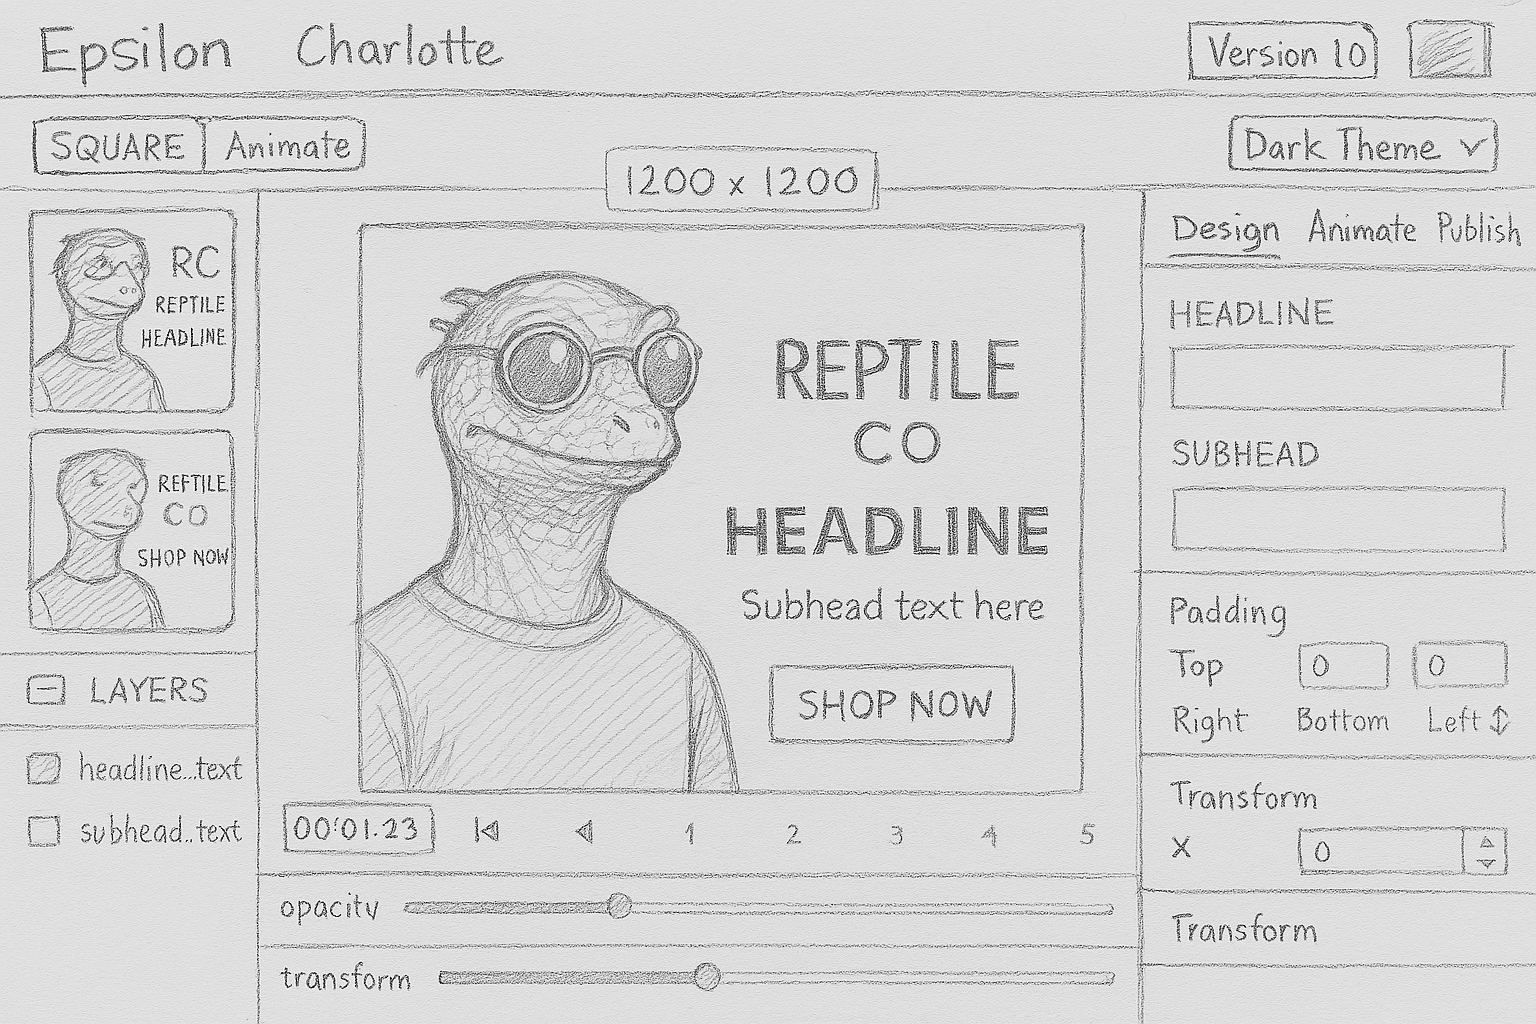 Epsilon Charlotte Version 10
SQUARE Animate Dark Theme
1200 x 1200
RC
REPTILE
HEADLINE
REFTILE
CO
SHOP NOW
LAYERS
headline...text
subhead..text
REPTILE
CO
HEADLINE
Subhead text here
SHOP NOW
00'01.23 1 2 3 4 5
opacity
transform
Design Animate Publish
HEADLINE
SUBHEAD
Padding
Top 0 0
Right Bottom Left
Transform
X 0
Transform